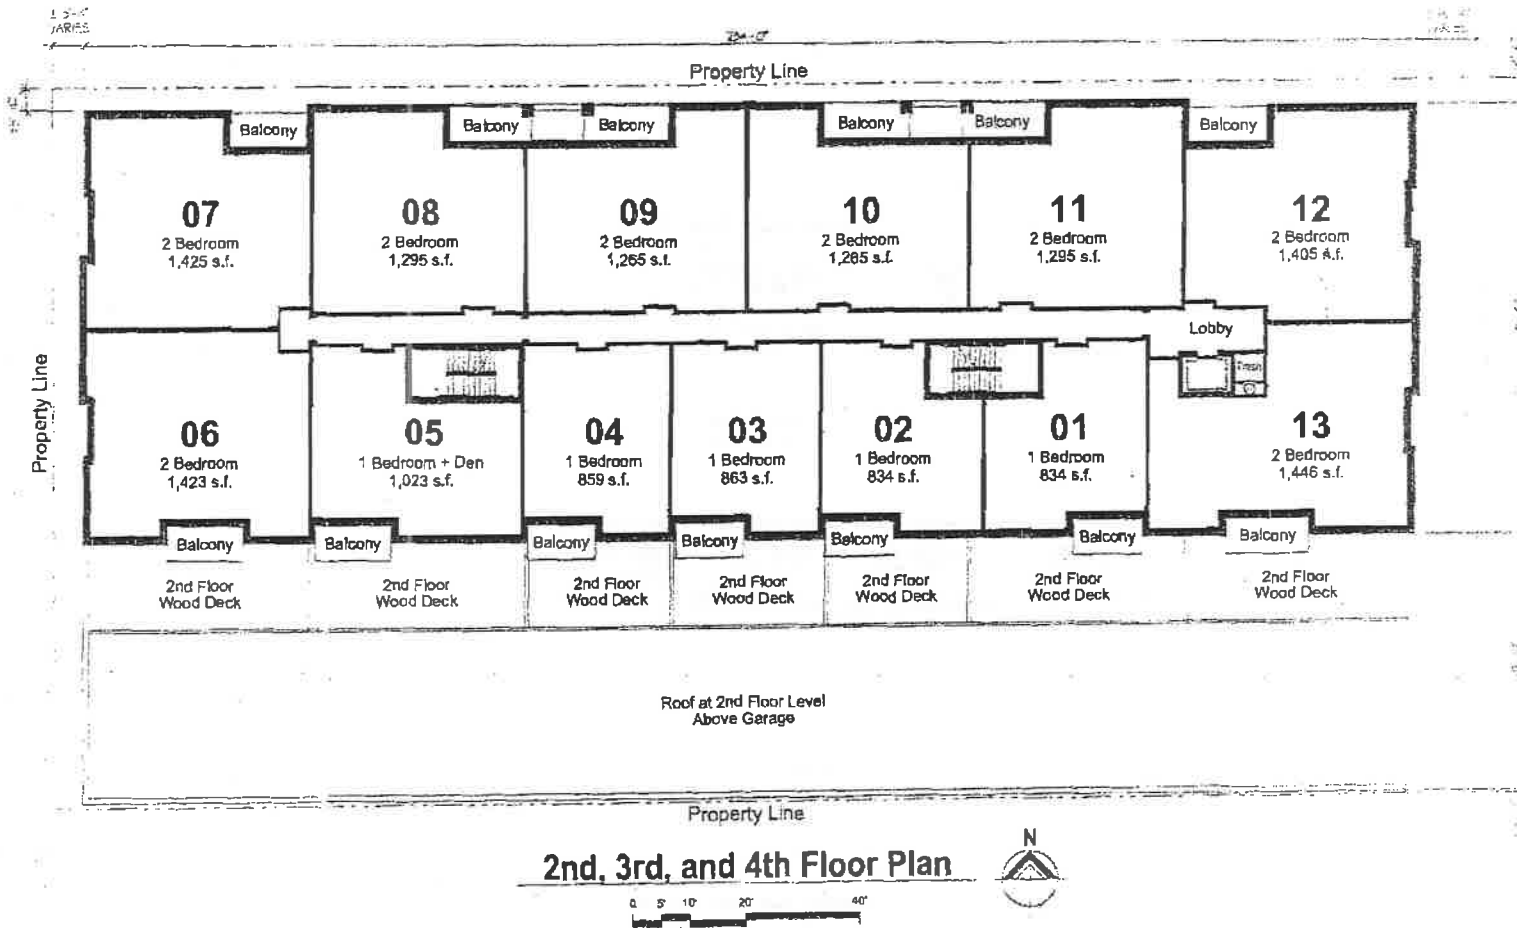 VARIES
Property Line
Balcony
Balcony
Balcony
Balcony
Balcony
Balcony
07
2 Bedroom
1,425 s.f.
08
2 Bedroom
1,295 s.f.
09
2 Bedroom
1,265 s.f.
10
2 Bedroom
1,265 s.f.
11
2 Bedroom
1,295 s.f.
12
2 Bedroom
1,405 s.f.
Lobby
Trash
Property Line
06
2 Bedroom
1,423 s.f.
05
1 Bedroom + Den
1,023 s.f.
04
1 Bedroom
859 s.f.
03
1 Bedroom
863 s.f.
02
1 Bedroom
834 s.f.
01
1 Bedroom
834 s.f.
13
2 Bedroom
1,446 s.f.
Balcony
Balcony
Balcony
Balcony
Balcony
Balcony
Balcony
2nd Floor
Wood Deck
2nd Floor
Wood Deck
2nd Floor
Wood Deck
2nd Floor
Wood Deck
2nd Floor
Wood Deck
2nd Floor
Wood Deck
2nd Floor
Wood Deck
Roof at 2nd Floor Level
Above Garage
Property Line
2nd, 3rd, and 4th Floor Plan
N
0 5' 10' 20' 40'